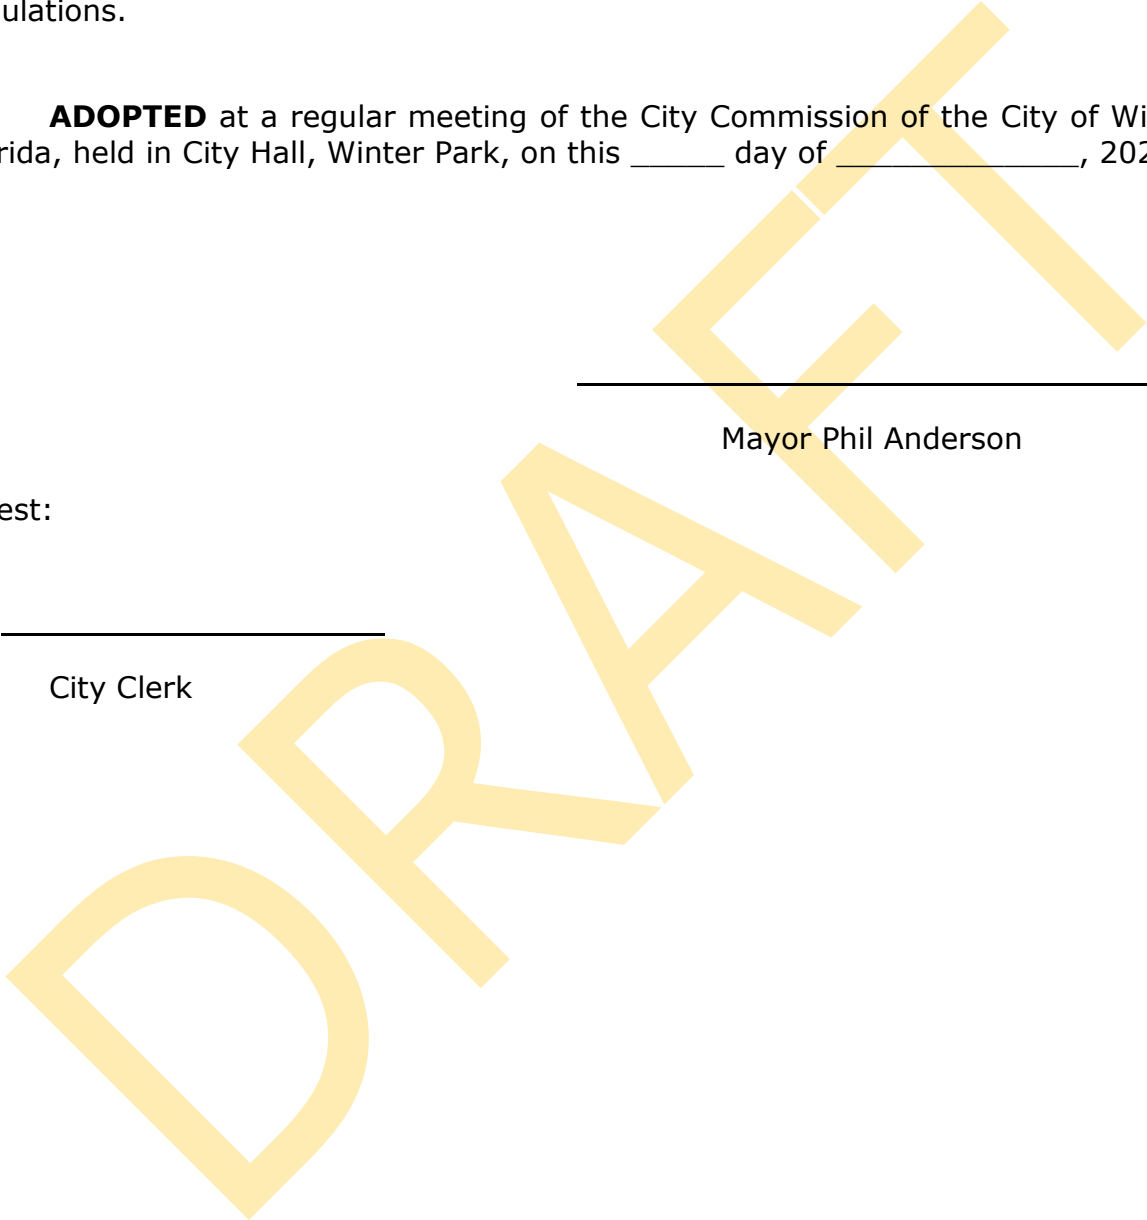 ulations.
ADOPTED at a regular meeting of the City Commission of the City of Wi
rida, held in City Hall, Winter Park, on this _____ day of _____________, 202
Mayor Phil Anderson
est:
City Clerk
DRAFT